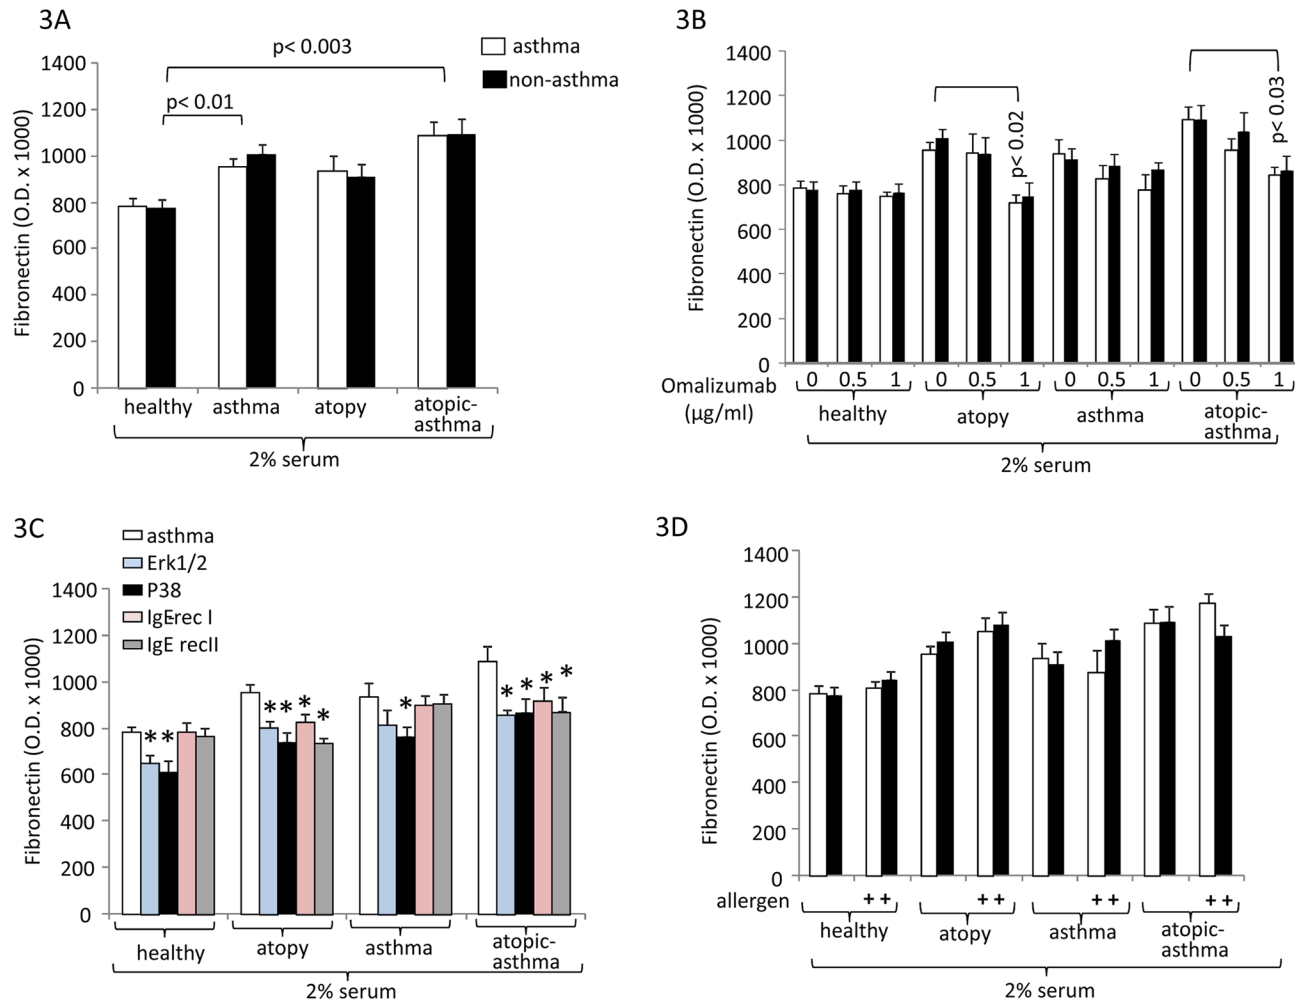 3A
p< 0.003
asthma
non-asthma
p< 0.01
Fibronectin (O.D. x 1000)
1400
1200
1000
800
600
400
200
0
healthy asthma atopy atopic-
asthma
2% serum
3B
Fibronectin (O.D. x 1000)
1400
1200
1000
800
600
400
200
0
p< 0.02
p< 0.03
Omalizumab 0 0.5 1 0 0.5 1 0 0.5 1 0 0.5 1
(μg/ml) healthy atopy asthma atopic-
asthma
2% serum
3C
asthma
Erk1/2
P38
IgErec I
IgE recII
Fibronectin (O.D. x 1000)
1400
1200
1000
800
600
400
200
0
* * * * * * * * * * *
healthy atopy asthma atopic-
asthma
2% serum
3D
Fibronectin (O.D. x 1000)
1400
1200
1000
800
600
400
200
0
allergen + + + + + + + +
healthy atopy asthma atopic-
asthma
2% serum